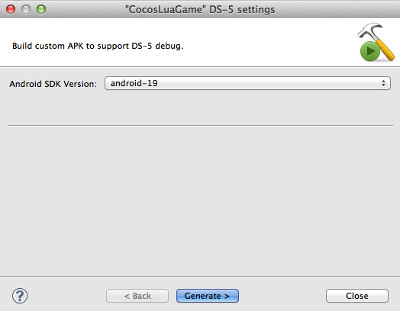 "CocosLuaGame" DS-5 settings
Build custom APK to support DS-5 debug.
Android SDK Version: android-19
? < Back Generate > Close